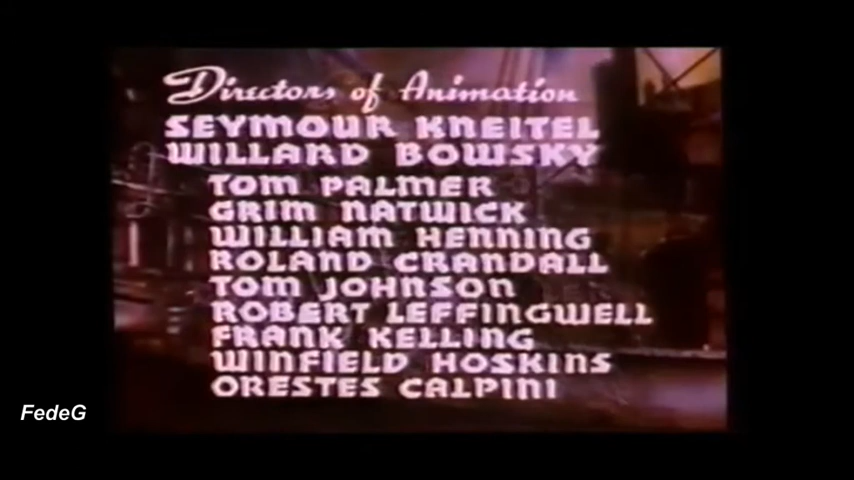 Directors of Animation
SEYMOUR KNEITEL
WILLARD BOWSKY
TOM PALMER
GRIM NATWICK
WILLIAM HENNING
ROLAND CRANDALL
TOM JOHNSON
ROBERT LEFFINGWELL
FRANK KELLING
WINFIELD HOSKINS
ORESTES CALPINI
FedeG